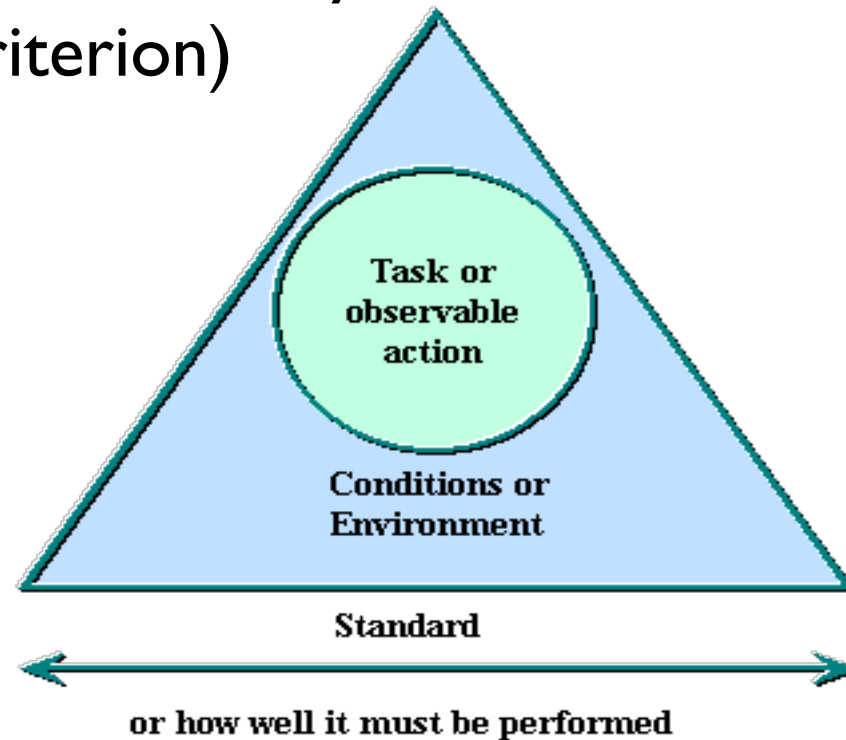 riterion)
Task or
observable
action
Conditions or
Environment
Standard
or how well it must be performed